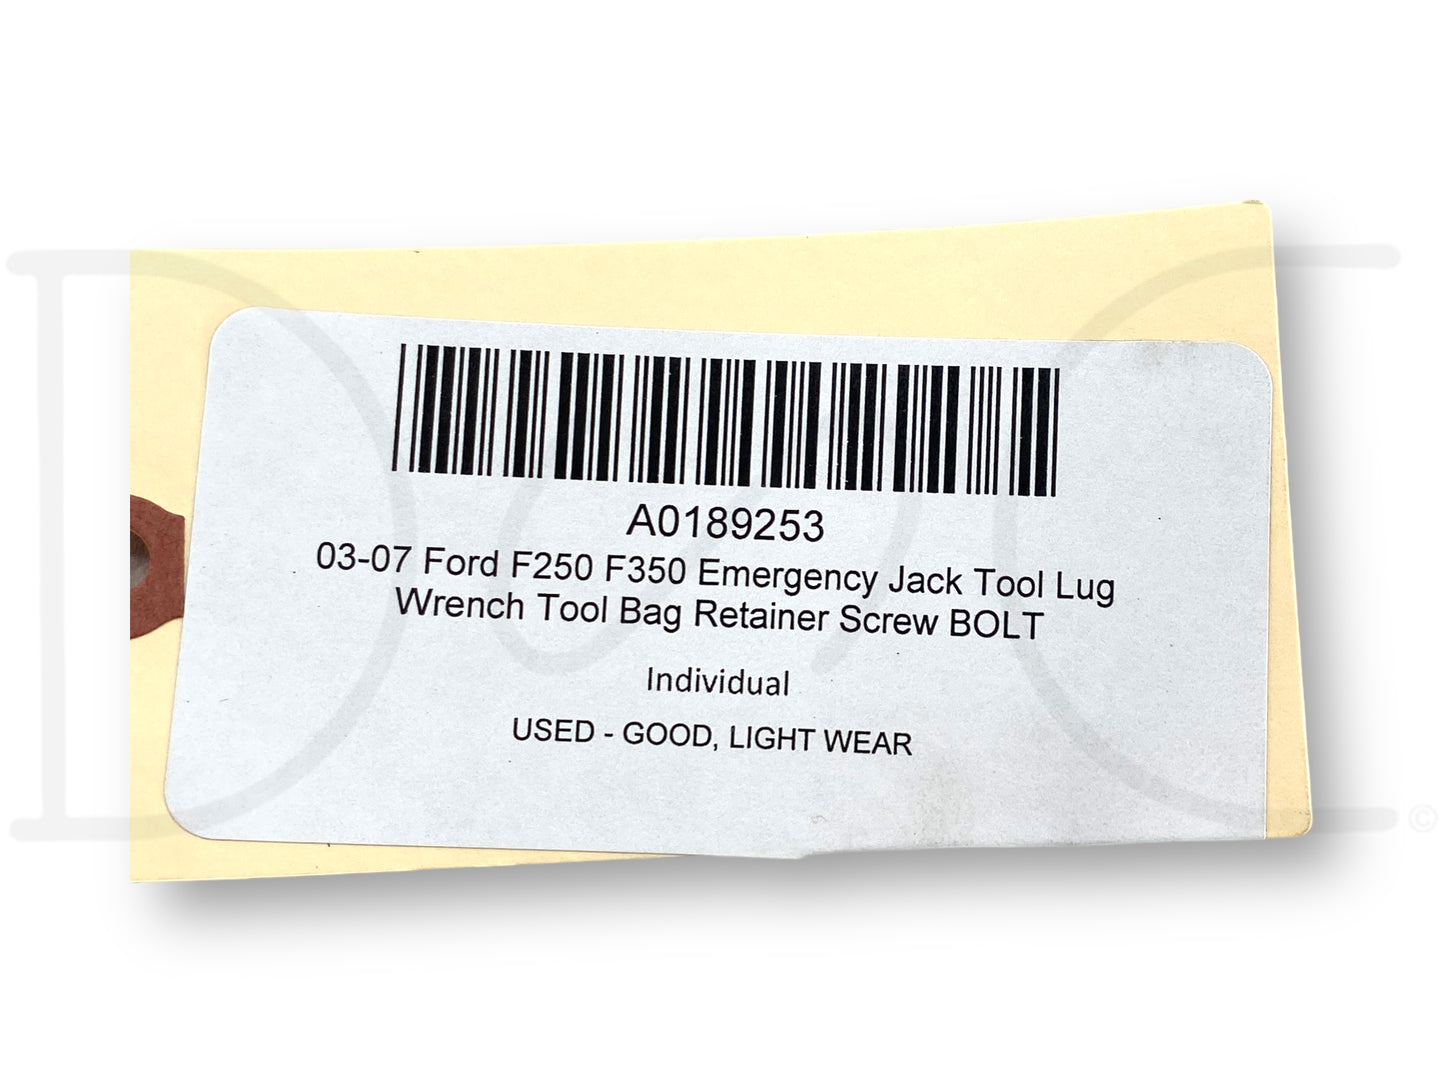 A0189253
03-07 Ford F250 F350 Emergency Jack Tool Lug
Wrench Tool Bag Retainer Screw BOLT
Individual
USED - GOOD, LIGHT WEAR
©